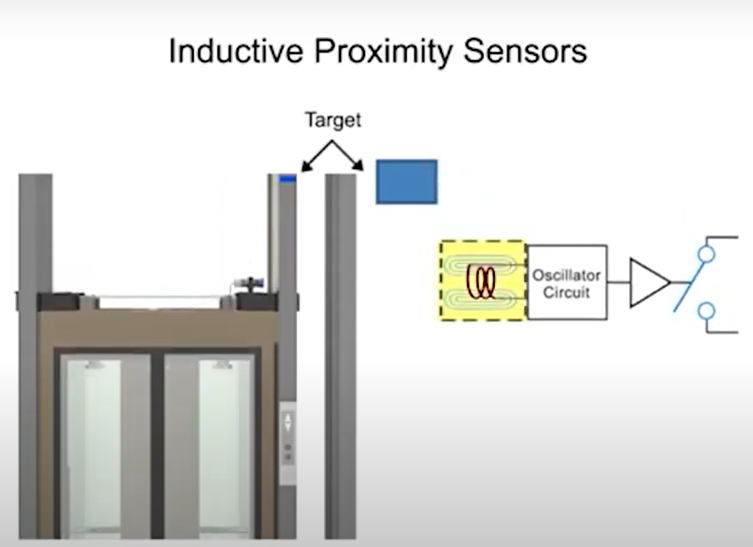 Inductive Proximity Sensors
Target
Oscillator
Circuit